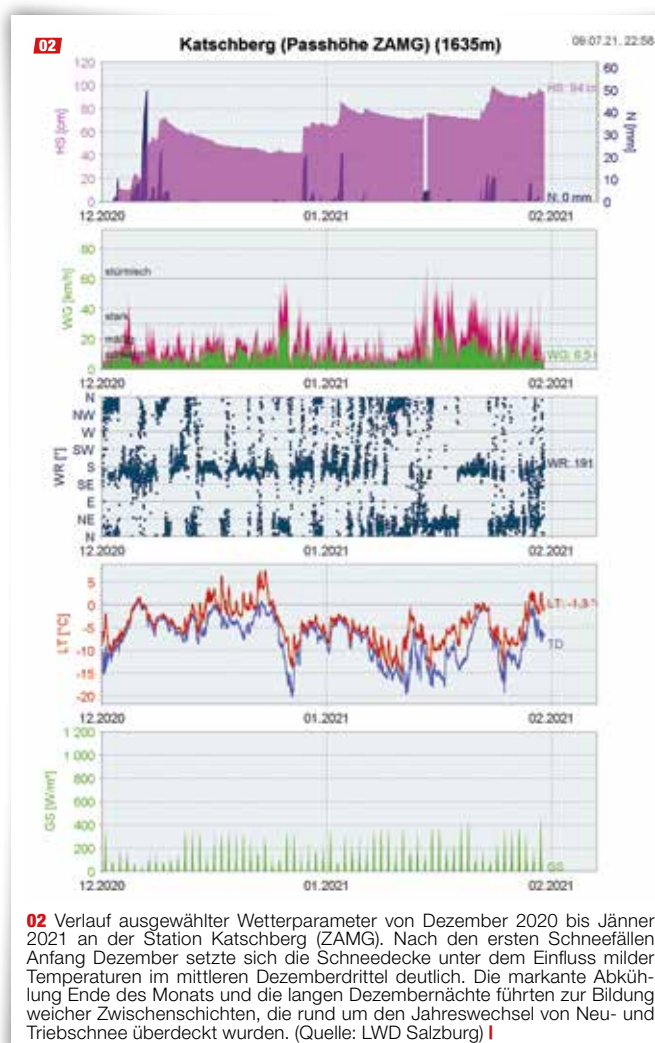 02
Katschberg (Passhöhe ZAMG) (1635m)
09.07.21, 22:58
120
100
80
60
40
20
0
HS [cm]
60
50
40
30
20
10
0
N [mm]
HS: 94
N: 0 mm
12.2020 01.2021 02.2021
80
60
40
20
0
WG [km/h]
stürmisch
stark
WG: 6,5
12.2020 01.2021 02.2021
N
NW
W
SW
S
SE
E
NE
N
WR [°]
WR: 191
12.2020 01.2021 02.2021
5
0
-5
-10
-15
-20
LT [°C]
LT: -1,3
TD
12.2020 01.2021 02.2021
1 200
1 000
800
600
400
200
0
GS [W/m²]
GS
12.2020 01.2021 02.2021
02 Verlauf ausgewählter Wetterparameter von Dezember 2020 bis Jänner
2021 an der Station Katschberg (ZAMG). Nach den ersten Schneefällen
Anfang Dezember setzte sich die Schneedecke unter dem Einfluss milder
Temperaturen im mittleren Dezemberdrittel deutlich. Die markante Abküh-
lung Ende des Monats und die langen Dezembernächte führten zur Bildung
weicher Zwischenschichten, die rund um den Jahreswechsel von Neu- und
Triebschnee überdeckt wurden. (Quelle: LWD Salzburg) |